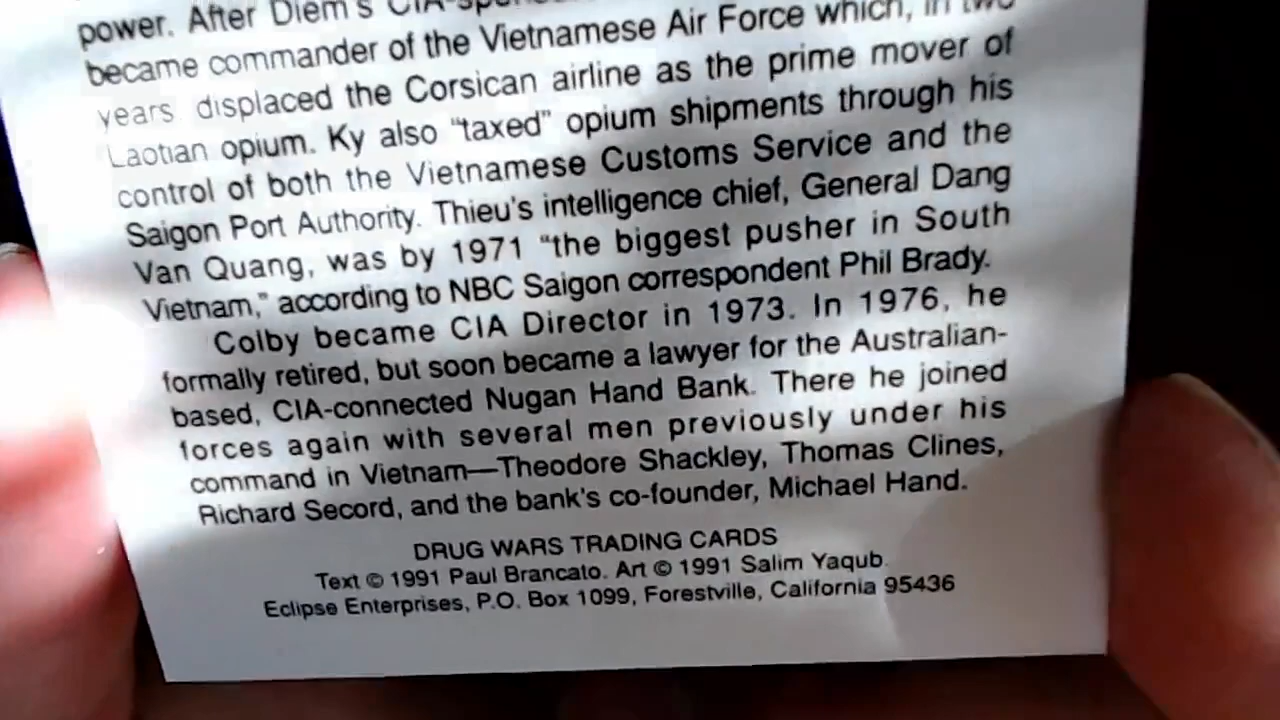 power. After Diem's CIA-
became commander of the Vietnamese Air Force which, in two
years displaced the Corsican airline as the prime mover of
Laotian opium. Ky also "taxed" opium shipments through his
control of both the Vietnamese Customs Service and the
Saigon Port Authority. Thieu's intelligence chief, General Dang
Van Quang, was by 1971 "the biggest pusher in South
Vietnam," according to NBC Saigon correspondent Phil Brady.
Colby became CIA Director in 1973. In 1976, he
formally retired, but soon became a lawyer for the Australian-
based, CIA-connected Nugan Hand Bank. There he joined
forces again with several men previously under his
command in Vietnam—Theodore Shackley, Thomas Clines,
Richard Secord, and the bank's co-founder, Michael Hand.
DRUG WARS TRADING CARDS
Text © 1991 Paul Brancato. Art © 1991 Salim Yaqub.
Eclipse Enterprises, P.O. Box 1099, Forestville, California 95436